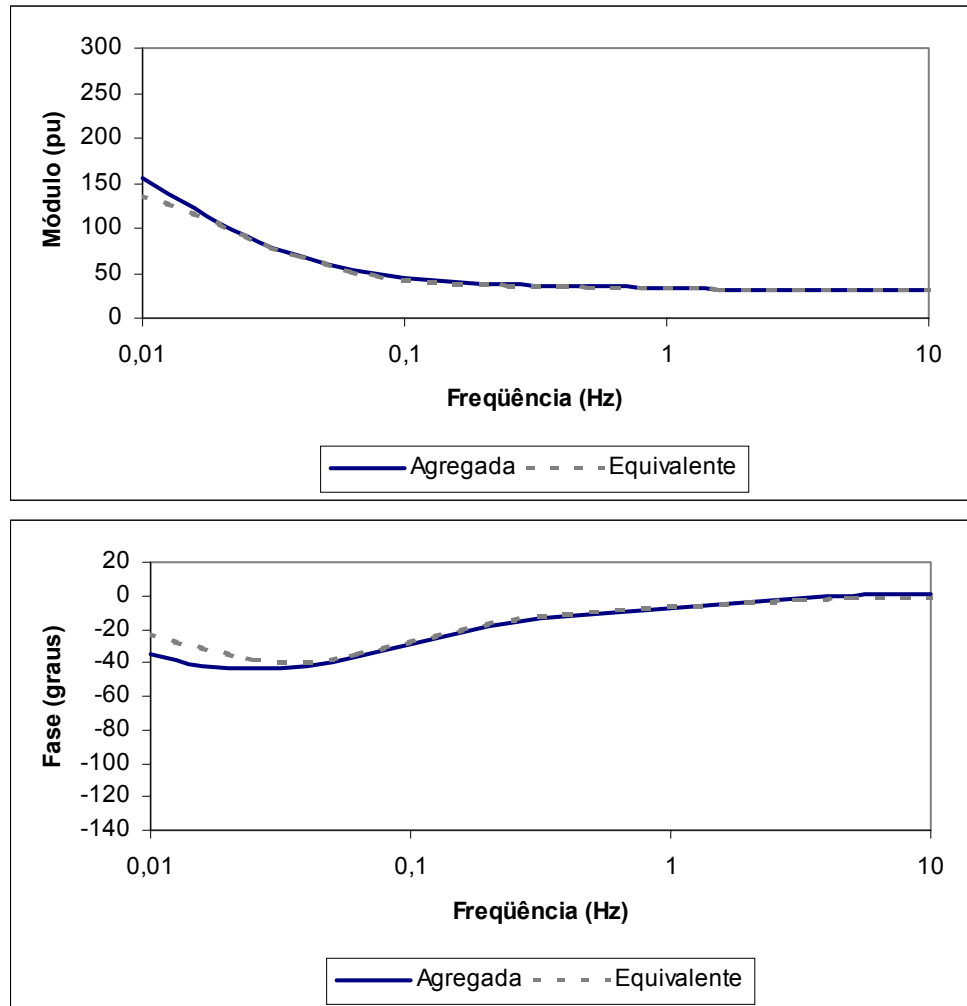 Módulo (pu)
300
250
200
150
100
50
0
0,01 0,1 1 10
Freqüência (Hz)
Agregada Equivalente
Fase (graus)
20
0
-20
-40
-60
-80
-100
-120
-140
0,01 0,1 1 10
Freqüência (Hz)
Agregada Equivalente